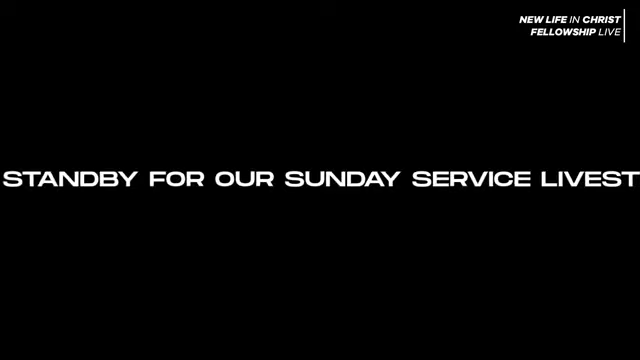 NEW LIFE IN CHRIST
FELLOWSHIP LIVE
STANDBY FOR OUR SUNDAY SERVICE LIVEST